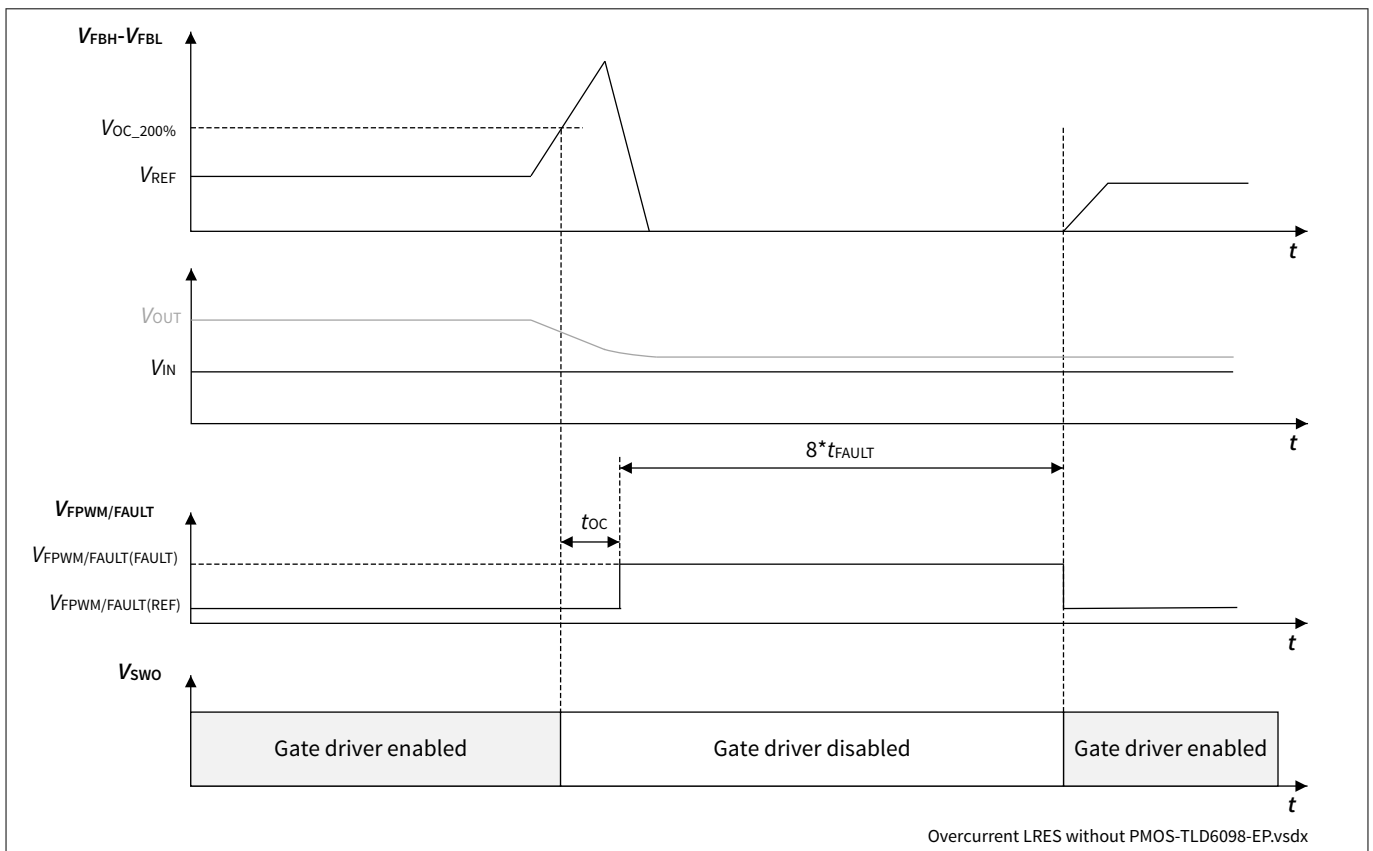 VFBH-VFBL
VOC_200%
VREF
t
VOUT
VIN
t
8*tFAULT
VFPWM/FAULT
tOC
VFPWM/FAULT(FAULT)
VFPWM/FAULT(REF)
t
VSWO
Gate driver enabled
Gate driver disabled
Gate driver enabled
t
Overcurrent LRES without PMOS-TLD6098-EP.vsdx